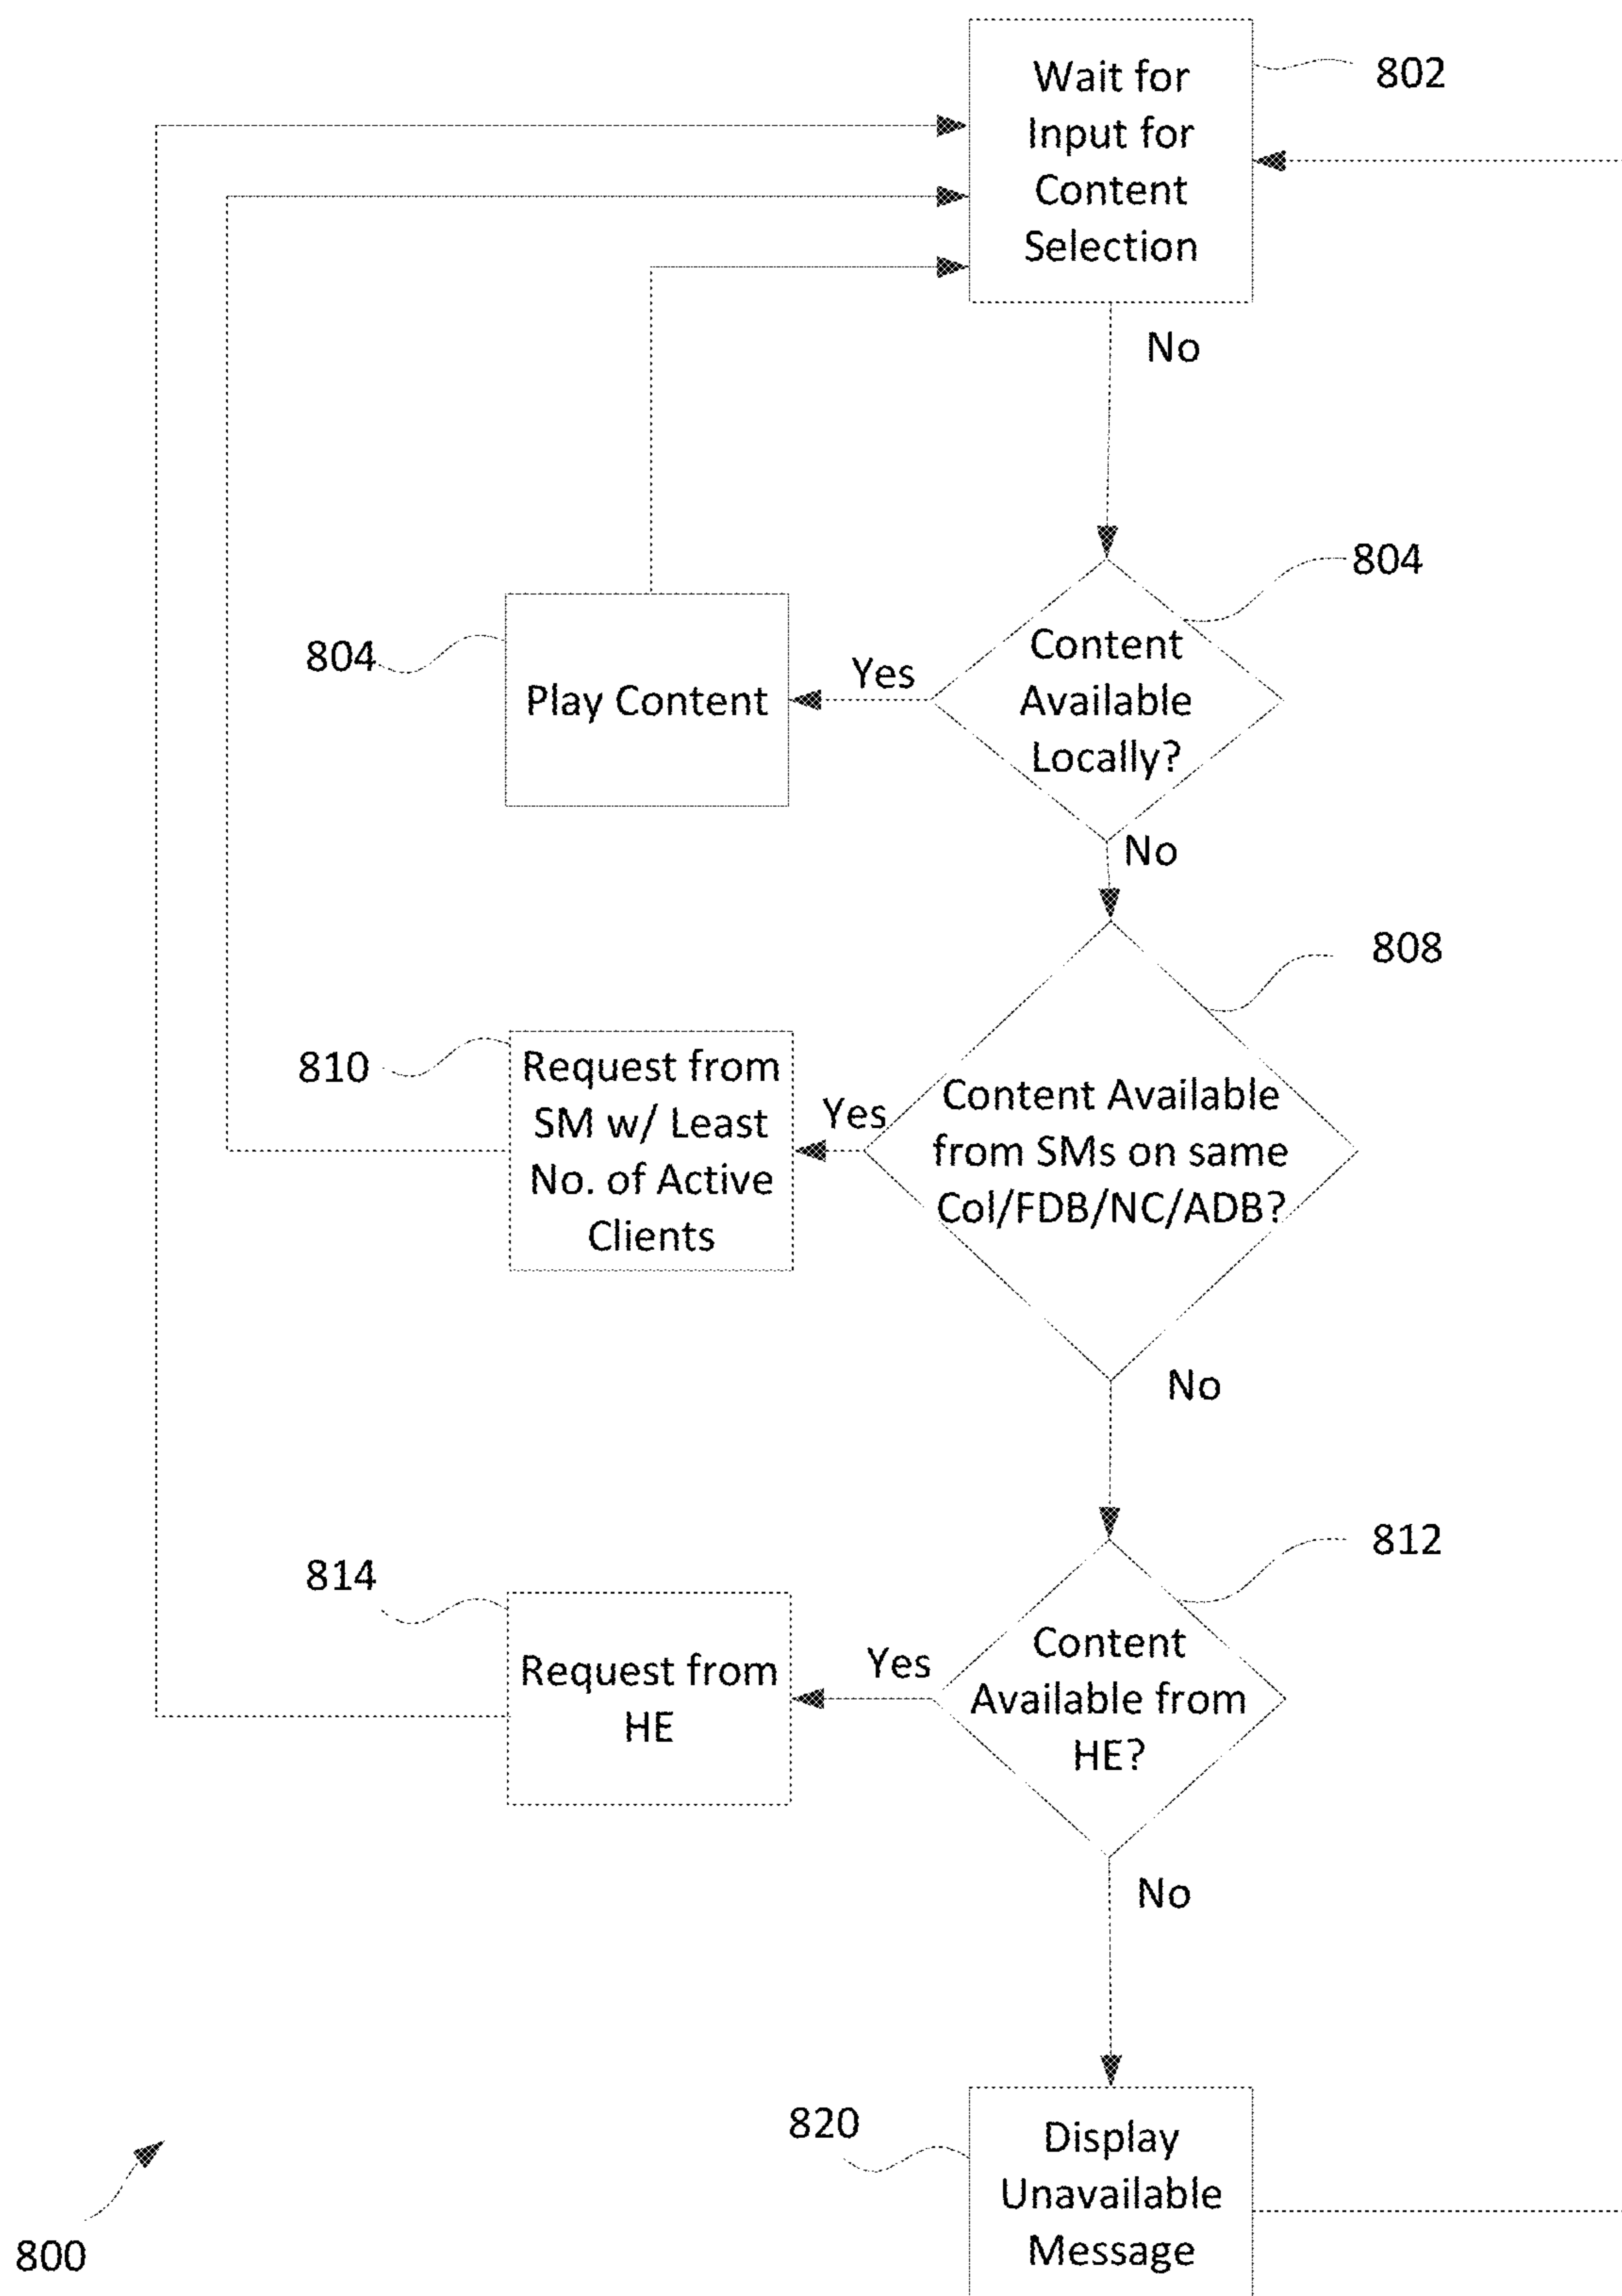 Wait for
Input for
Content
Selection
802
No
804
Content
Available
Locally?
Yes
804
Play Content
No
808
Content Available
from SMs on same
Col/FDB/NC/ADB?
Yes
810
Request from
SM w/ Least
No. of Active
Clients
No
812
Content
Available from
HE?
Yes
814
Request from
HE
No
820
Display
Unavailable
Message
800